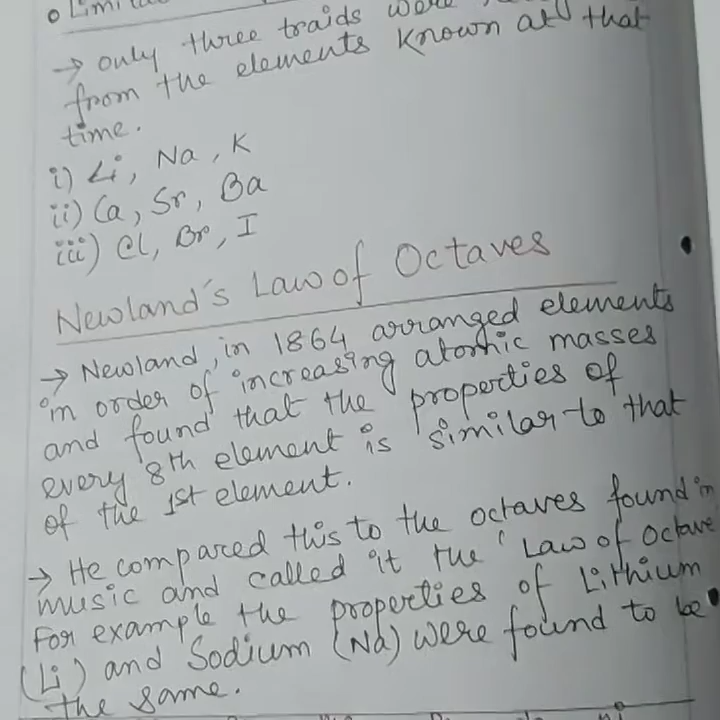 • Limita
→ only three traids were
from the elements known at that
time.
i) Li, Na, K
ii) Ca, Sr, Ba
iii) Cl, Br, I
Newland's Law of Octaves
→ Newland, in 1864 arranged elements
in order of increasing atomic masses
and found that the properties of
every 8th element is similar to that
of the 1st element.
→ He compared this to the octaves found in
music and called it the 'Law of Octave
For example the properties of Lithium
(Li) and Sodium (Na) were found to be
the same.